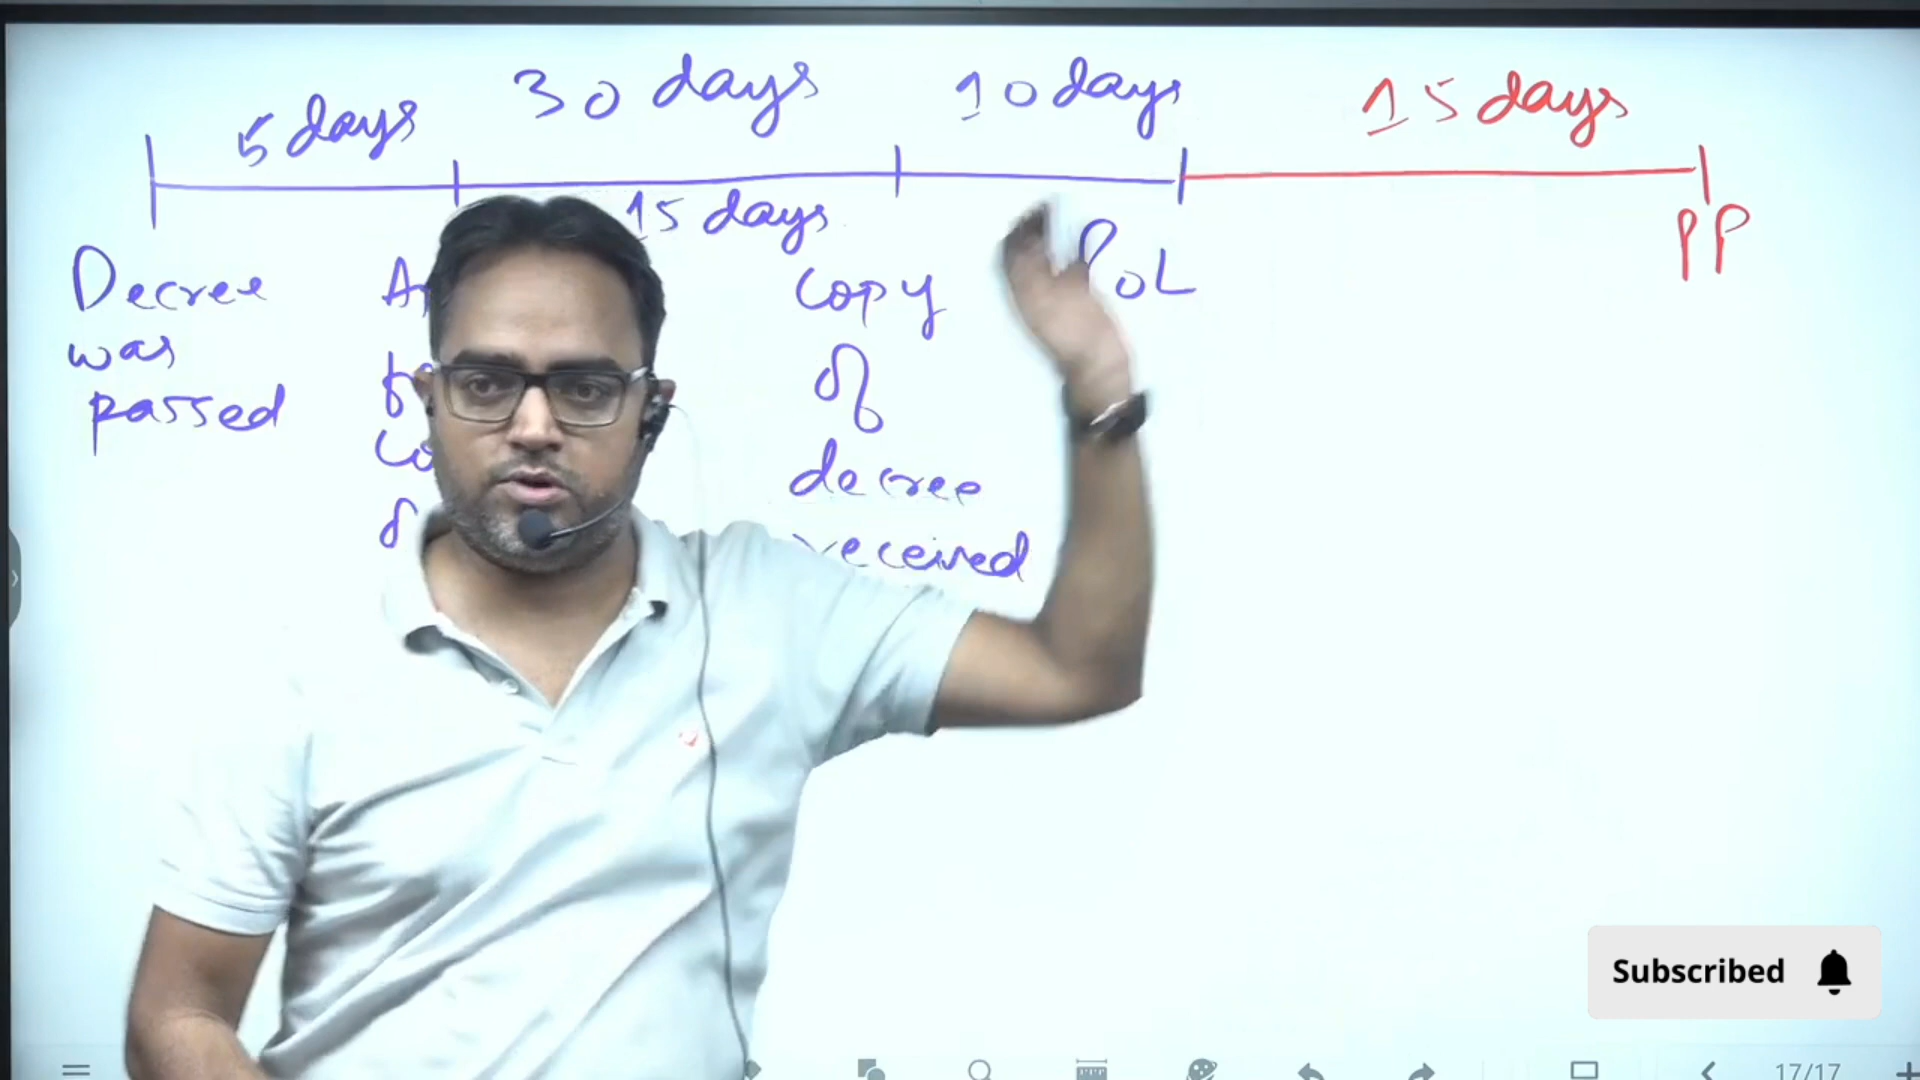 5 days
30 days
10 days
15 days
15 days
Decree
was
passed
copy
of
decree
received
PoL
PP
Subscribed
17/17